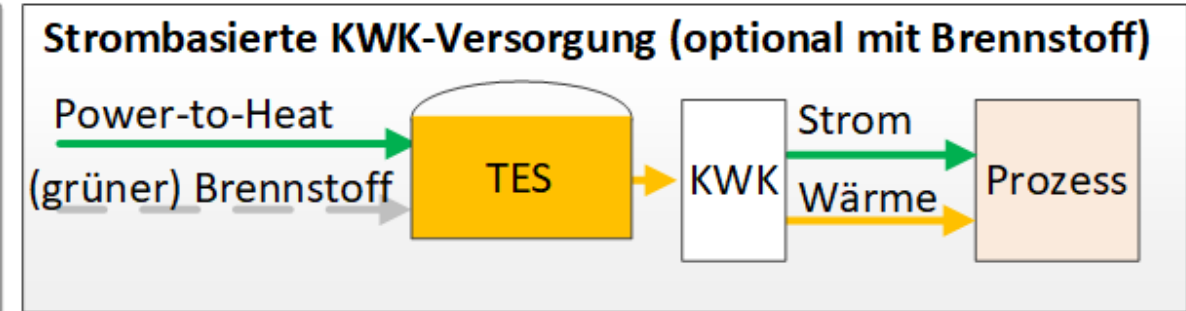 Strombasierte KWK-Versorgung (optional mit Brennstoff)
Power-to-Heat
(grüner) Brennstoff
TES
KWK
Strom
Wärme
Prozess